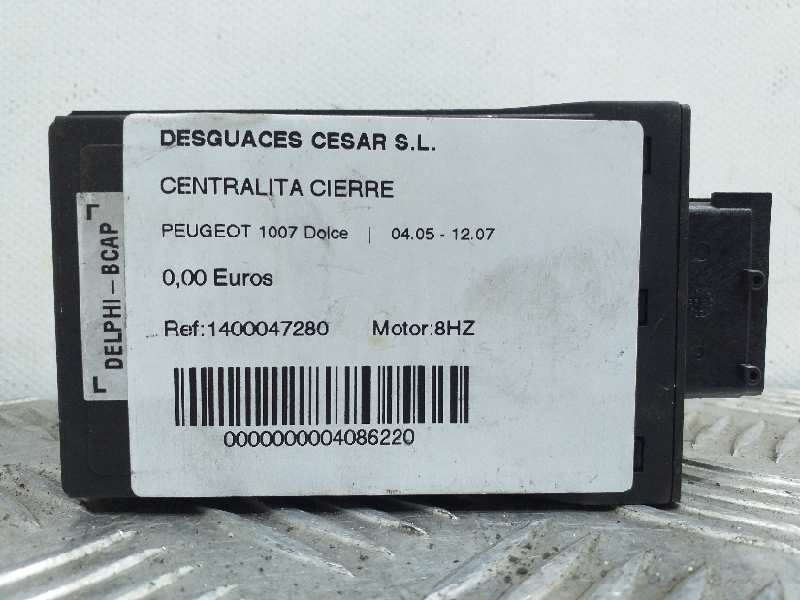 DESGUACES CESAR S.L.
CENTRALITA CIERRE
PEUGEOT 1007 Dolce | 04.05 - 12.07
0,00 Euros
Ref:1400047280 Motor:8HZ
0000000004086220
DELPHI-BCAP